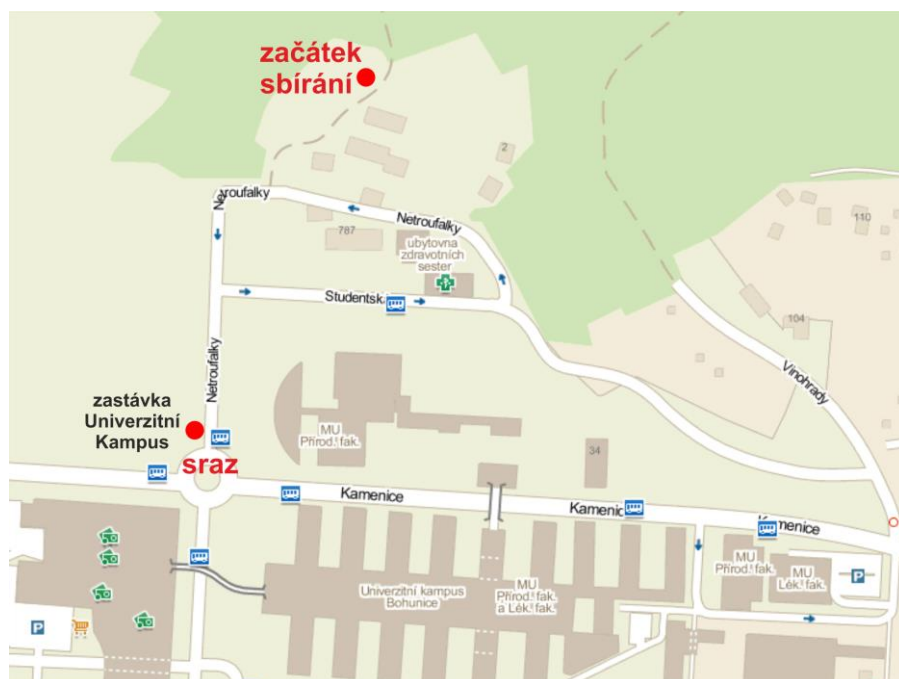 začátek
sbírání
2
Netroufalky
Netroufalky
110
787
ubytovna
zdravotních
sester
Studentská
104
Netroufalky
Vinohrady
zastávka
Univerzitní
Kampus
sraz
MU
Přírod. fak.
34
Kamenice
Kamenice
Kamenice
MU
Přírod. fak.
MU
Lék. fak.
P
Univerzitní kampus
Bohunice
MU
Přírod. fak.
a Lék. fak.
P